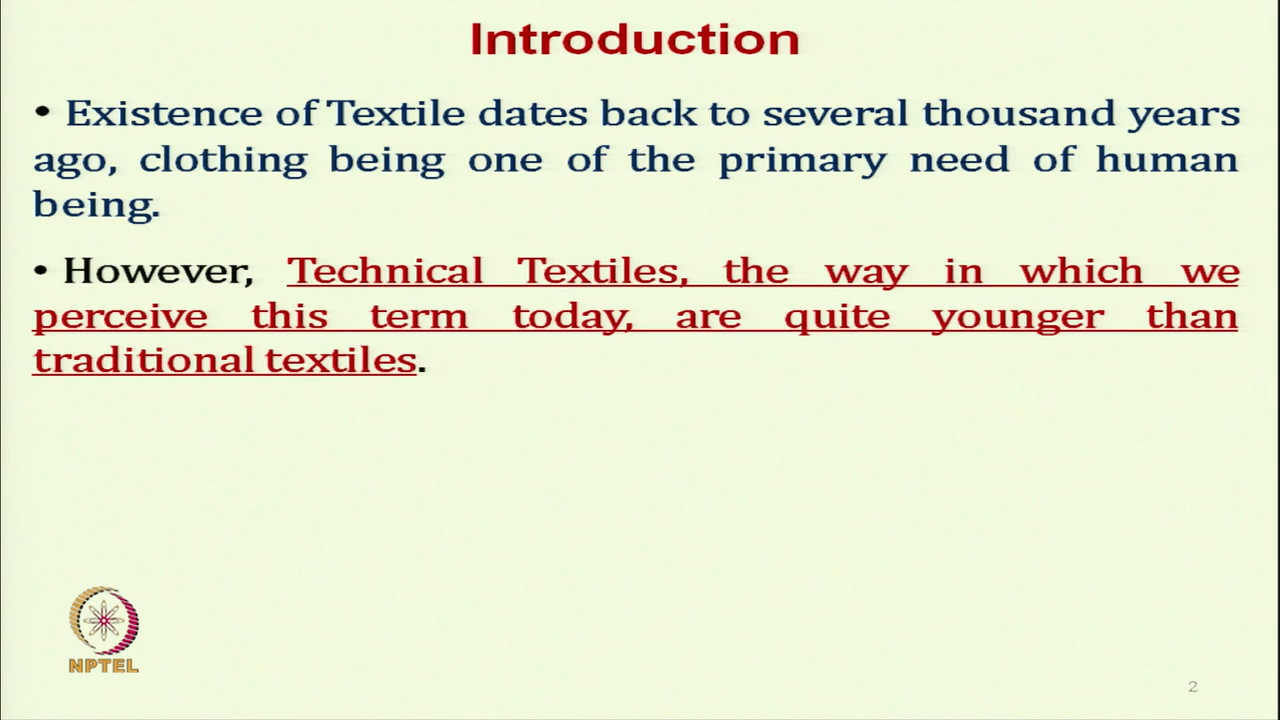 Introduction
• Existence of Textile dates back to several thousand years
ago, clothing being one of the primary need of human
being.
• However, Technical Textiles, the way in which we
perceive this term today, are quite younger than
traditional textiles.
NPTEL
2